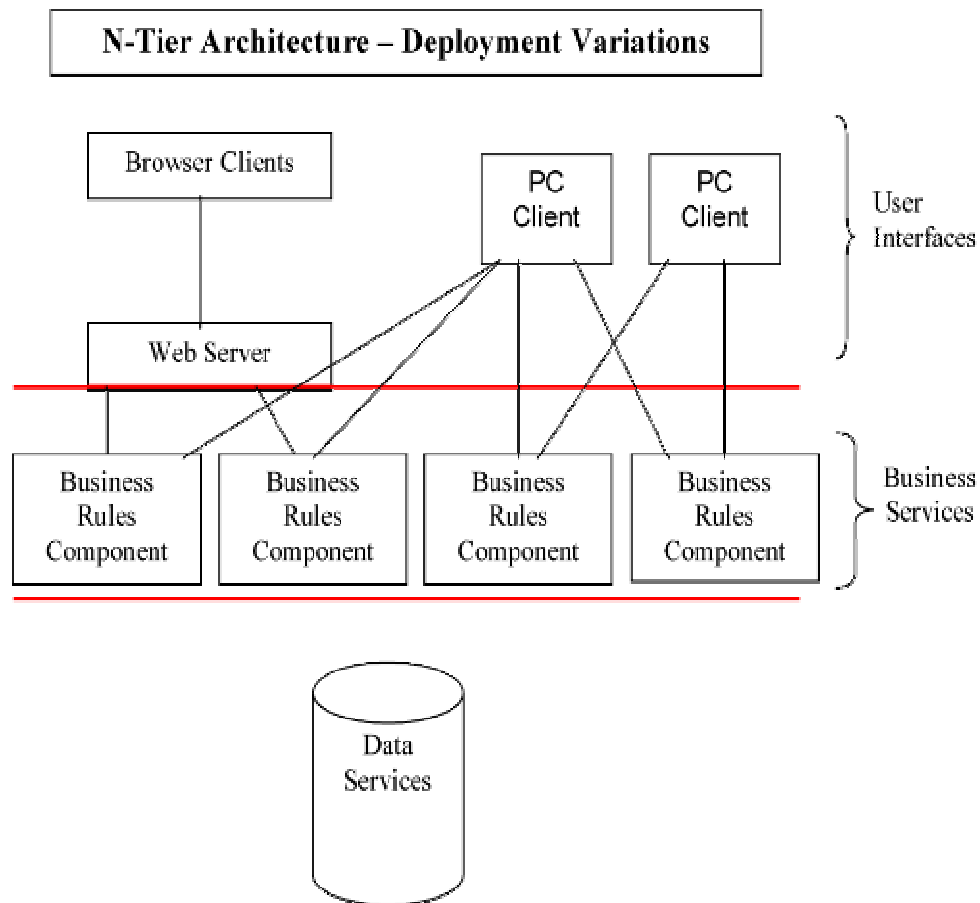 N-Tier Architecture – Deployment Variations
Browser Clients
PC
Client
PC
Client
User
Interfaces
Web Server
Business
Rules
Component
Business
Rules
Component
Business
Rules
Component
Business
Rules
Component
Business
Services
Data
Services